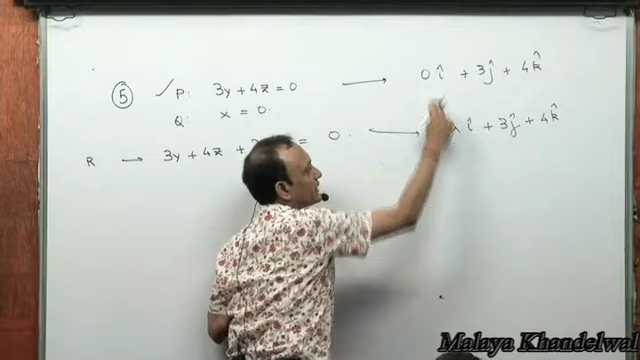 5 P: 3y + 4z = 0 → 0î + 3ĵ + 4k̂
Q: x = 0.
R → 3y + 4z + = 0. ↔ î + 3ĵ + 4k̂
Malaya Khandelwal